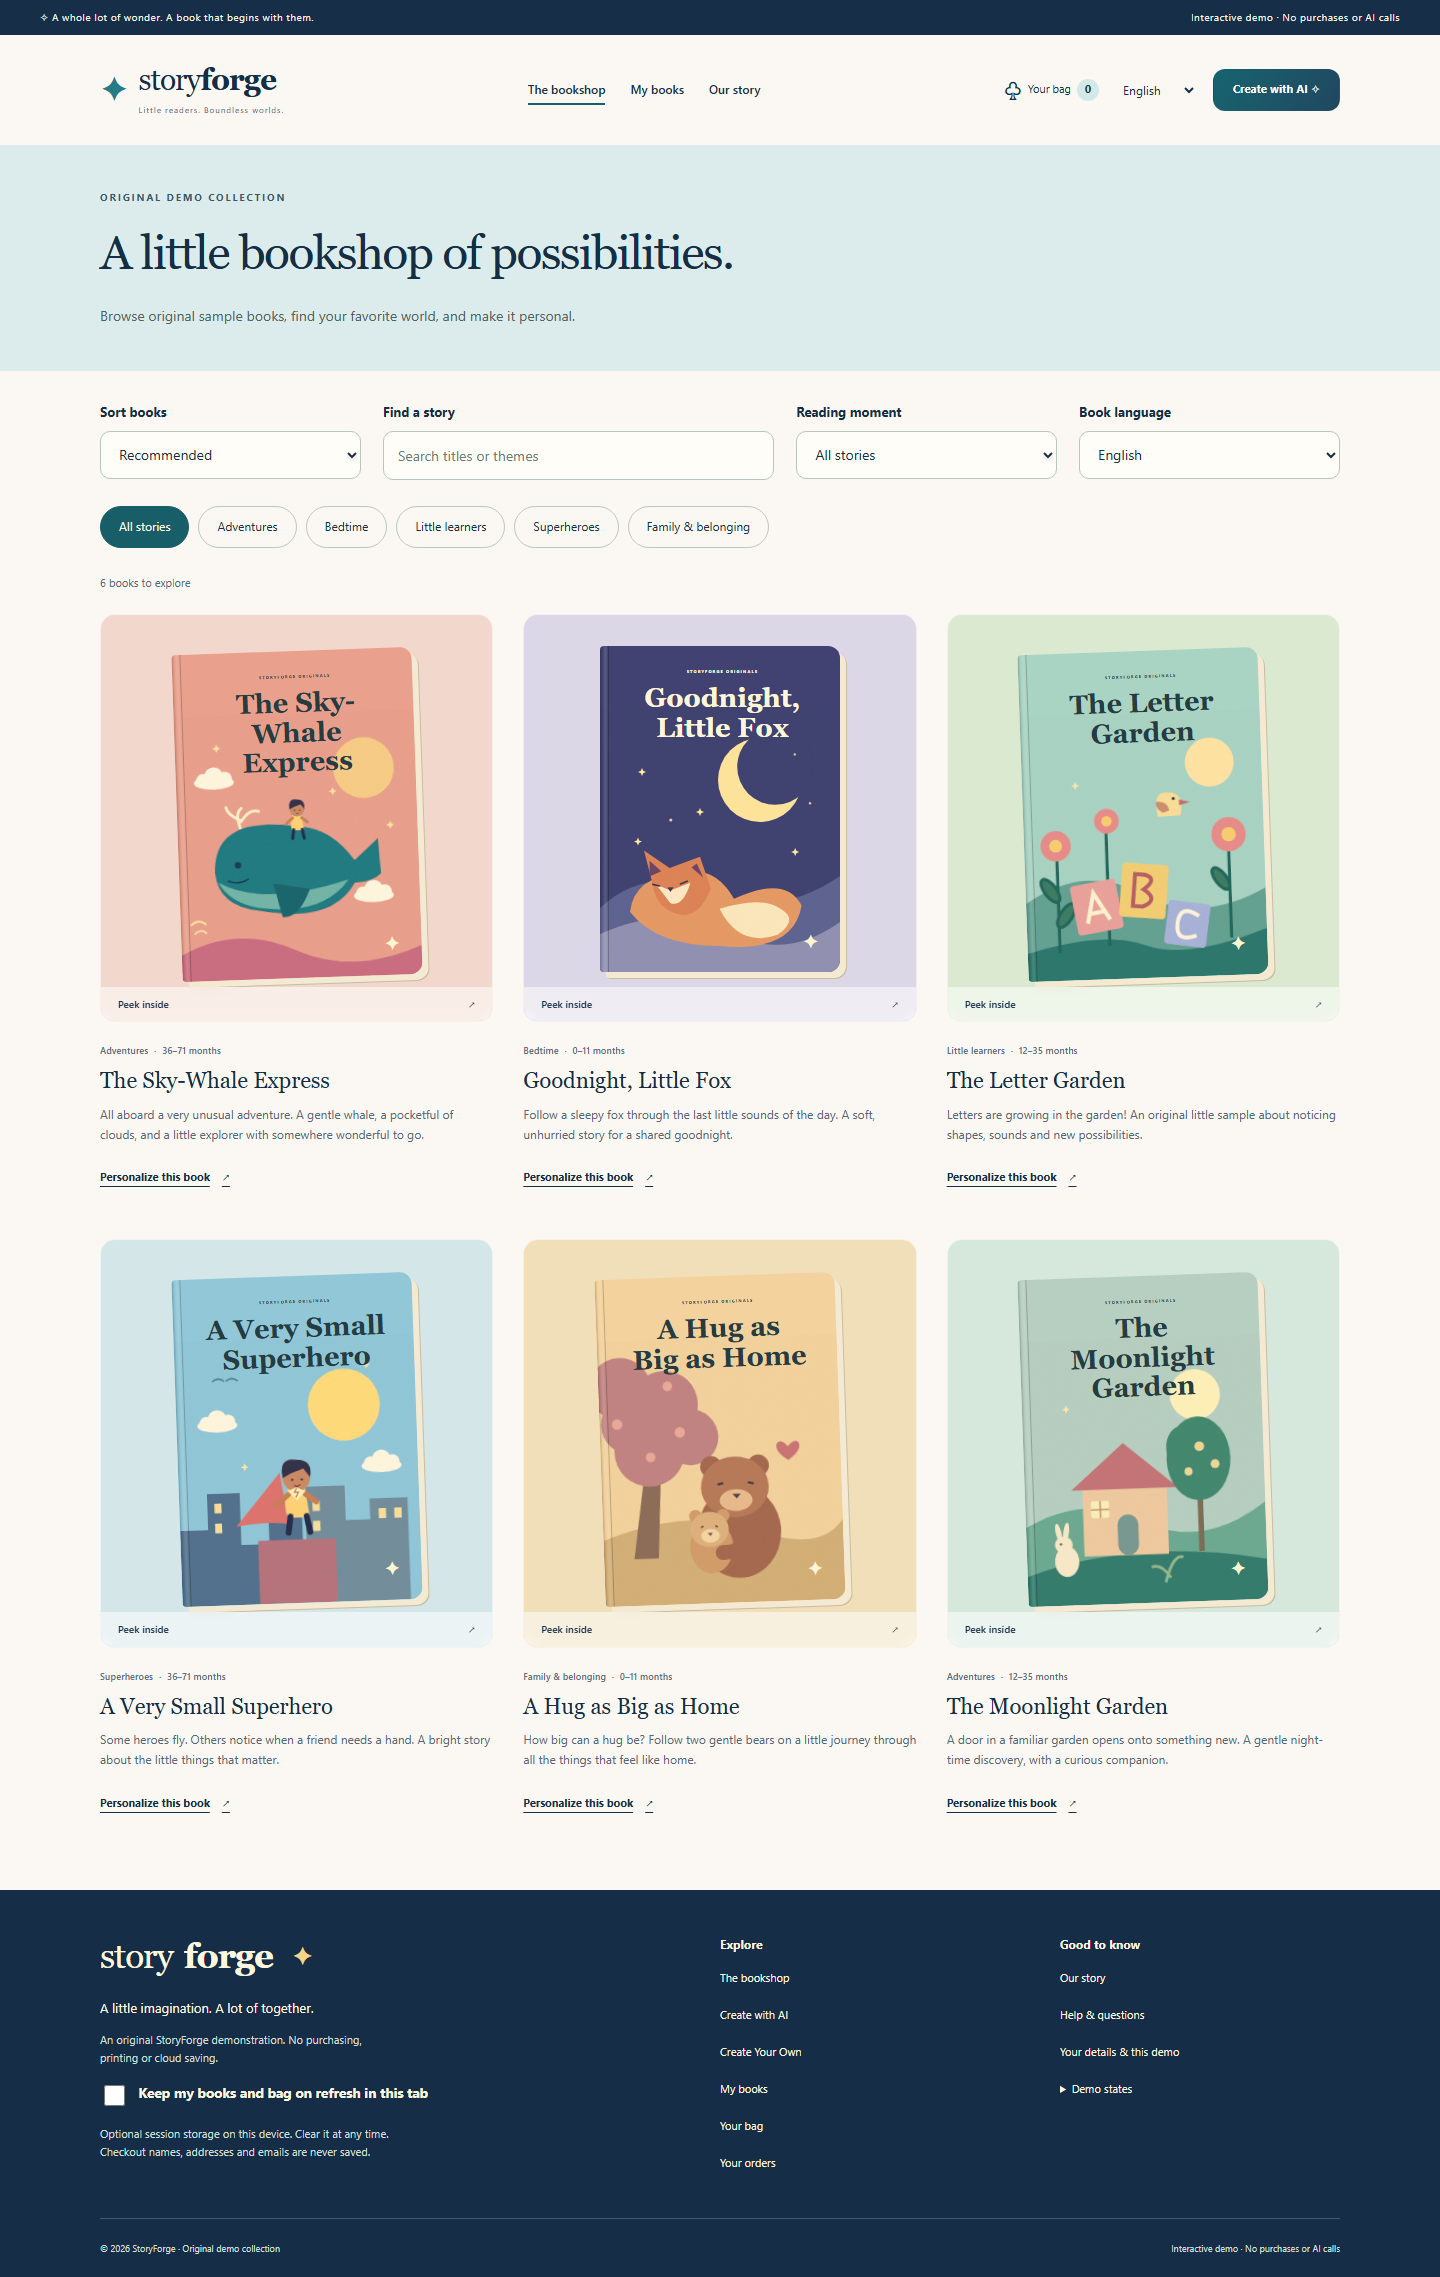 ✧ A whole lot of wonder. A book that begins with them.
Interactive demo · No purchases or AI calls
storyforge
Little readers. Boundless worlds.
The bookshop
My books
Our story
Your bag 0
English
Create with AI ✧
ORIGINAL DEMO COLLECTION
A little bookshop of possibilities.
Browse original sample books, find your favorite world, and make it personal.
Sort books
Find a story
Reading moment
Book language
Recommended
Search titles or themes
All stories
English
All stories
Adventures
Bedtime
Little learners
Superheroes
Family & belonging
6 books to explore
STORYFORGE ORIGINALS
The Sky-
Whale
Express
Peek inside ↗
STORYFORGE ORIGINALS
Goodnight,
Little Fox
Peek inside ↗
STORYFORGE ORIGINALS
The Letter
Garden
A
B
C
Peek inside ↗
Adventures · 36–71 months
The Sky-Whale Express
All aboard a very unusual adventure. A gentle whale, a pocketful of
clouds, and a little explorer with somewhere wonderful to go.
Personalize this book ↗
Bedtime · 0–11 months
Goodnight, Little Fox
Follow a sleepy fox through the last little sounds of the day. A soft,
unhurried story for a shared goodnight.
Personalize this book ↗
Little learners · 12–35 months
The Letter Garden
Letters are growing in the garden! An original little sample about noticing
shapes, sounds and new possibilities.
Personalize this book ↗
STORYFORGE ORIGINALS
A Very Small
Superhero
Peek inside ↗
STORYFORGE ORIGINALS
A Hug as
Big as Home
Peek inside ↗
STORYFORGE ORIGINALS
The
Moonlight
Garden
Peek inside ↗
Superheroes · 36–71 months
A Very Small Superhero
Some heroes fly. Others notice when a friend needs a hand. A bright story
about the little things that matter.
Personalize this book ↗
Family & belonging · 0–11 months
A Hug as Big as Home
How big can a hug be? Follow two gentle bears on a little journey through
all the things that feel like home.
Personalize this book ↗
Adventures · 12–35 months
The Moonlight Garden
A door in a familiar garden opens onto something new. A gentle night-
time discovery, with a curious companion.
Personalize this book ↗
story forge
A little imagination. A lot of together.
An original StoryForge demonstration. No purchasing,
printing or cloud saving.
Keep my books and bag on refresh in this tab
Optional session storage on this device. Clear it at any time.
Checkout names, addresses and emails are never saved.
Explore
The bookshop
Create with AI
Create Your Own
My books
Your bag
Your orders
Good to know
Our story
Help & questions
Your details & this demo
▶ Demo states
© 2026 StoryForge · Original demo collection
Interactive demo · No purchases or AI calls